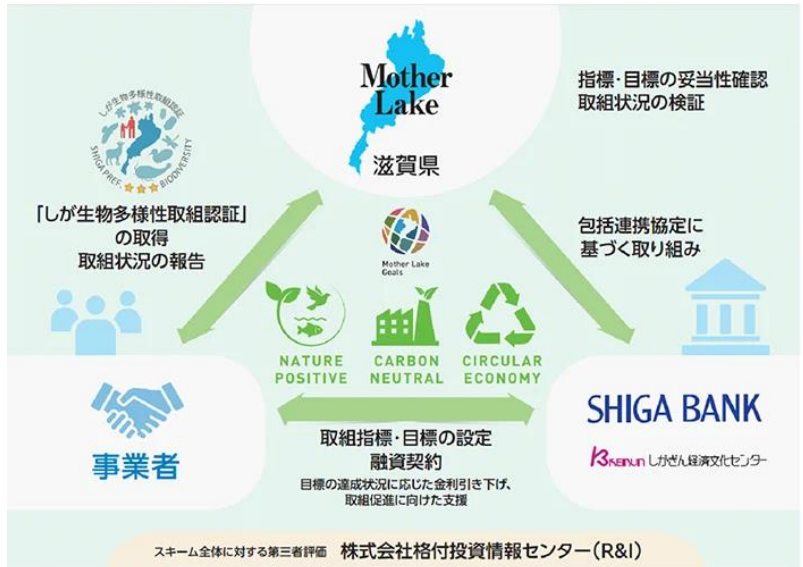 Mother
Lake
滋賀県
指標・目標の妥当性確認
取組状況の検証
しが生物多様性取組認証
SHIGA PREF. BIODIVERSITY
「しが生物多様性取組認証」
の取得
取組状況の報告
包括連携協定に
基づく取り組み
Mother Lake
Goals
NATURE
POSITIVE
CARBON
NEUTRAL
CIRCULAR
ECONOMY
事業者
取組指標・目標の設定
融資契約
目標の達成状況に応じた金利引き下げ、
取組促進に向けた支援
SHIGA BANK
KEIBUN しがぎん経済文化センター
スキーム全体に対する第三者評価 株式会社格付投資情報センター(R&I)